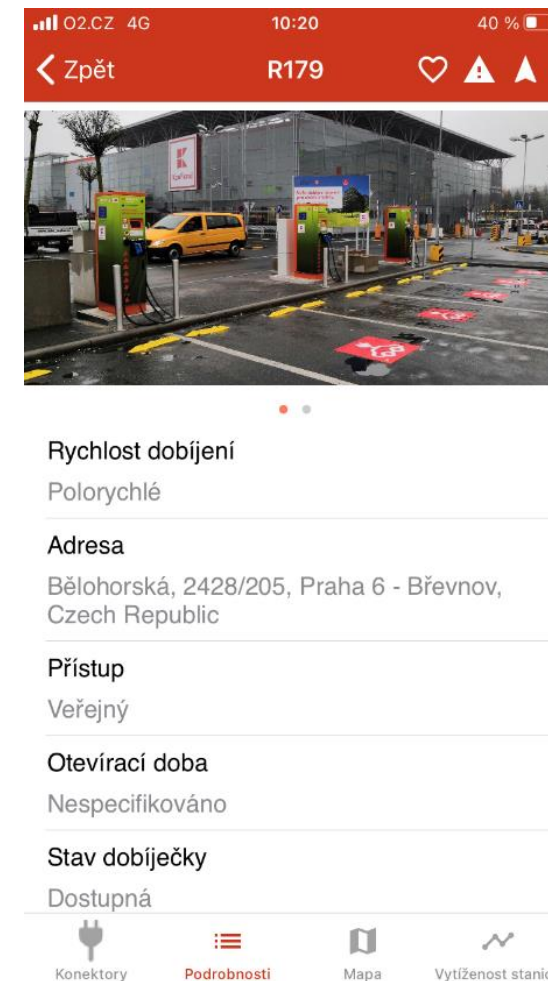 O2.CZ 4G 10:20 40 %
Zpět R179
K
Kaufland
Rychlost dobíjení
Polorychlé
Adresa
Bělohorská, 2428/205, Praha 6 - Břevnov,
Czech Republic
Přístup
Veřejný
Otevírací doba
Nespecifikováno
Stav dobíječky
Dostupná
Konektory Podrobnosti Mapa Vytíženost stanic